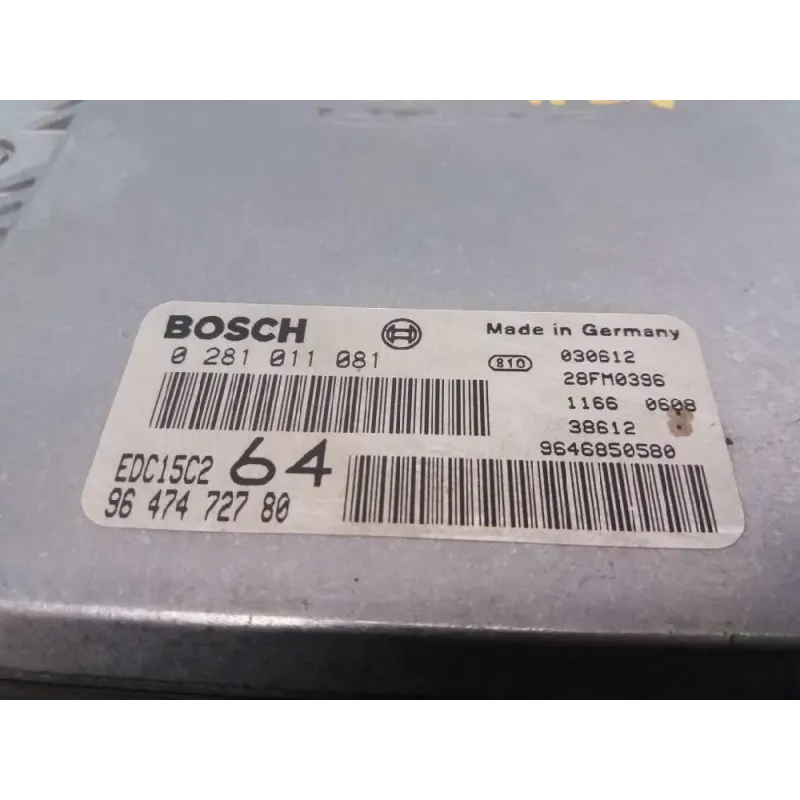 BOSCH
Made in Germany
0 281 011 081
810
030612
28FM0396
1166 0608
38612
9646850580
EDC15C2 64
96 474 727 80